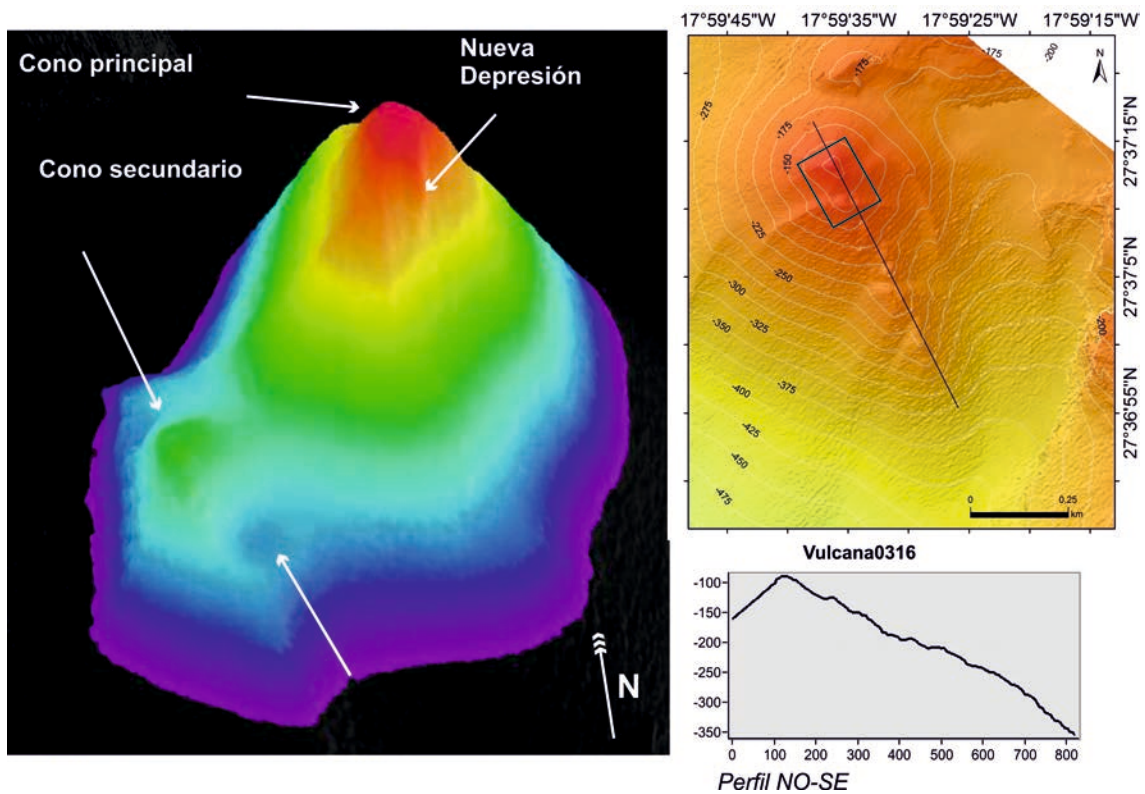 Cono principal
Nueva
Depresión
Cono secundario
N
17°59'45"W 17°59'35"W 17°59'25"W 17°59'15"W
27°37'15"N
27°37'5"N
27°36'55"N
N
-175
-200
-175
-275
-175
-150
-225
-250
-300
-325
-350
-375
-400
-425
-450
-475
-200
0 0,25
km
Vulcana0316
-100
-150
-200
-250
-300
-350
0 100 200 300 400 500 600 700 800
Perfil NO-SE